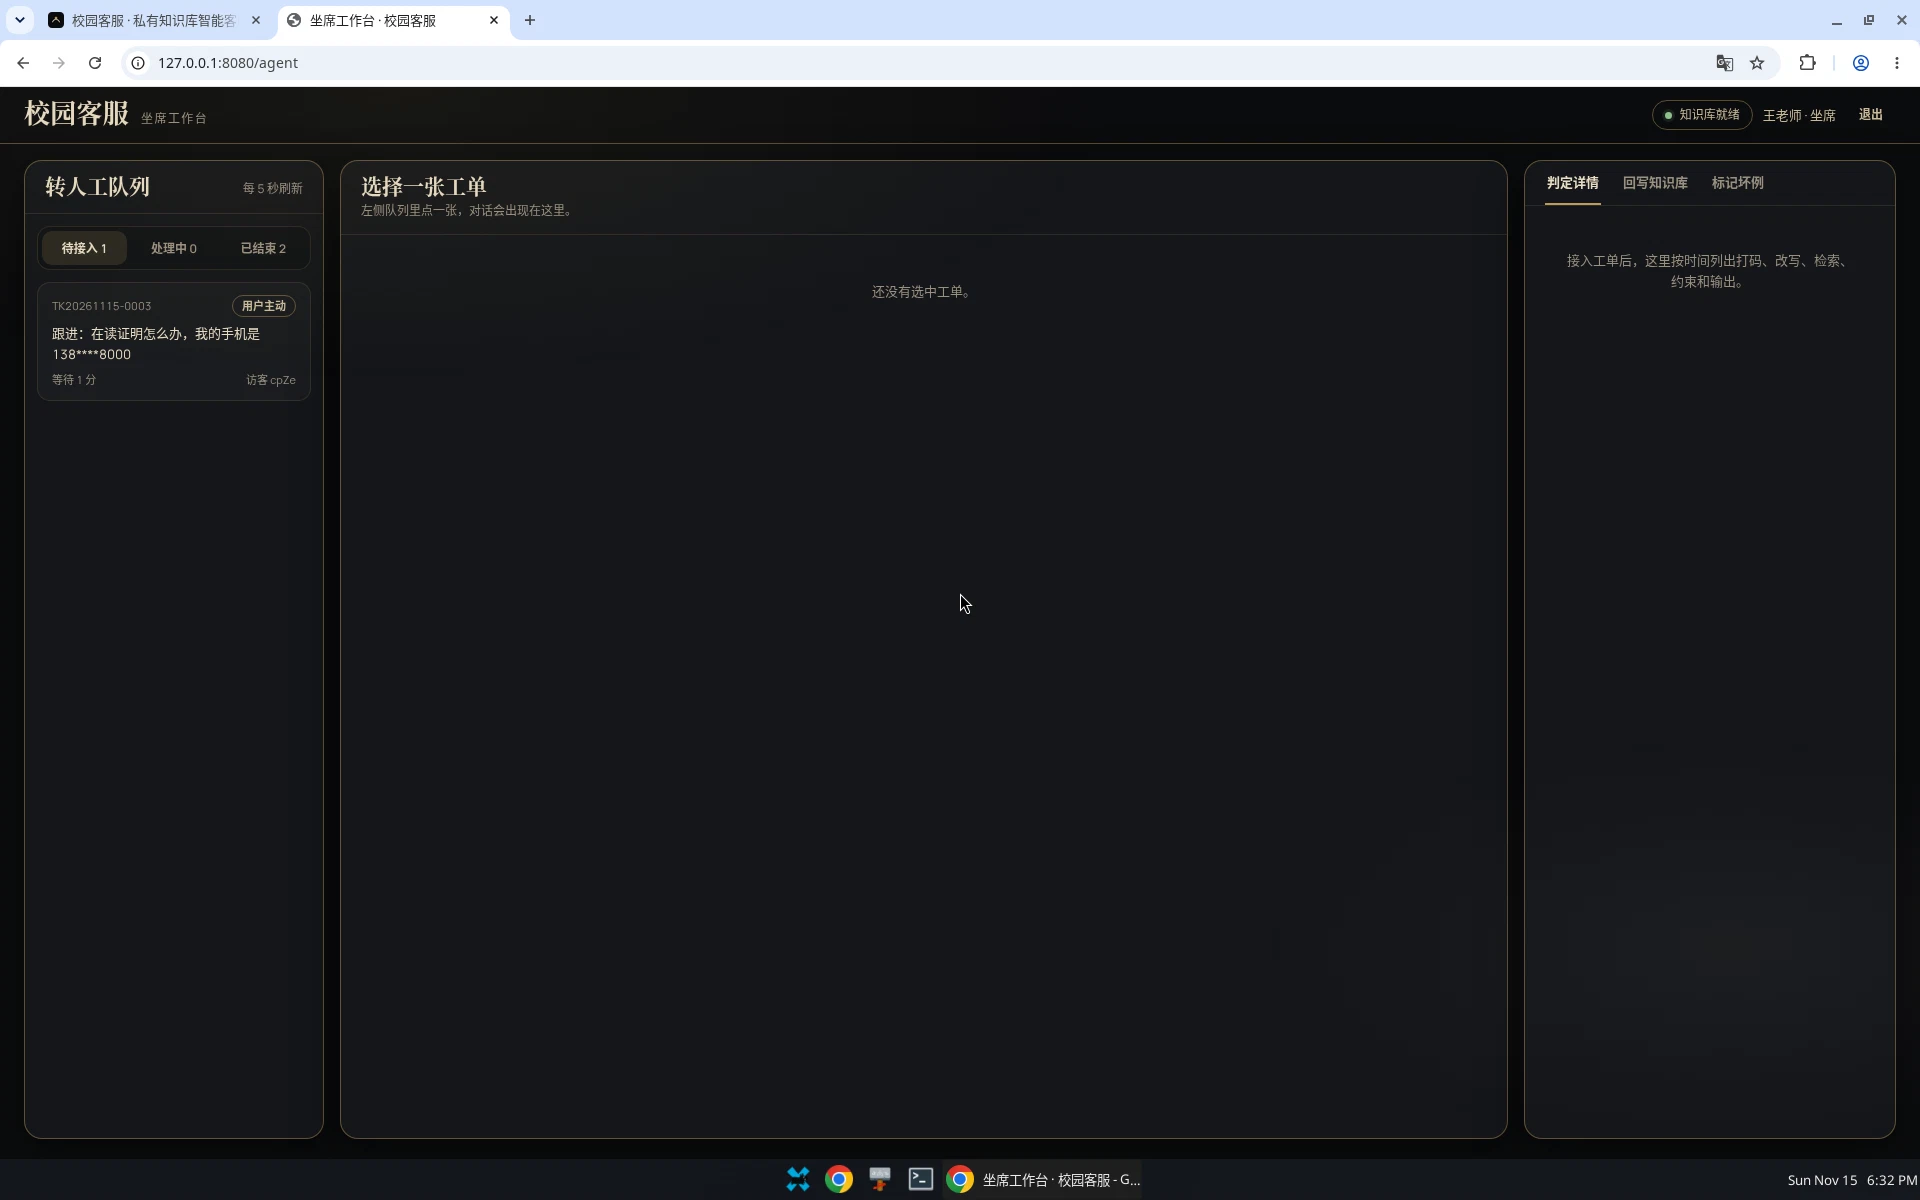 校园客服 · 私有知识库智能客
坐席工作台 · 校园客服
127.0.0.1:8080/agent
校园客服 坐席工作台
知识库就绪
王老师 · 坐席
退出
转人工队列
每 5 秒刷新
待接入 1
处理中 0
已结束 2
TK20261115-0003
用户主动
跟进：在读证明怎么办，我的手机是
138****8000
等待 1 分
访客 cpZe
选择一张工单
左侧队列里点一张，对话会出现在这里。
还没有选中工单。
判定详情
回写知识库
标记坏例
接入工单后，这里按时间列出打码、改写、检索、
约束和输出。
坐席工作台 · 校园客服 - G...
Sun Nov 15 6:32 PM